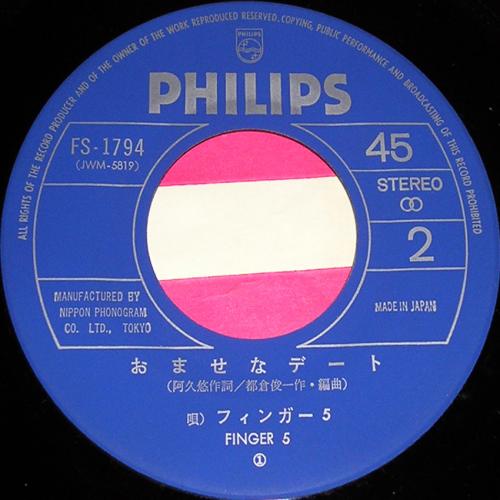 ALL RIGHTS OF THE RECORD PRODUCER AND OF THE OWNER OF THE WORK REPRODUCED RESERVED. COPYING, PUBLIC PERFORMANCE AND BROADCASTING OF THIS RECORD PROHIBITED
PHILIPS
PHILIPS
FS-1794
(JWM-5819)
45
STEREO
2
MANUFACTURED BY
NIPPON PHONOGRAM
CO. LTD., TOKYO
MADE IN JAPAN
おませなデート
(阿久悠作詞/都倉俊一作・編曲)
唄) フィンガー5
FINGER 5
①